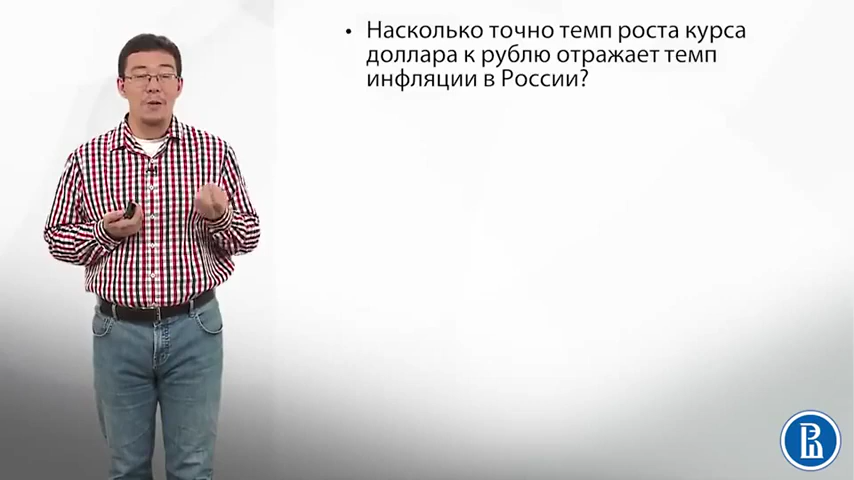 • Насколько точно темп роста курса
доллара к рублю отражает темп
инфляции в России?